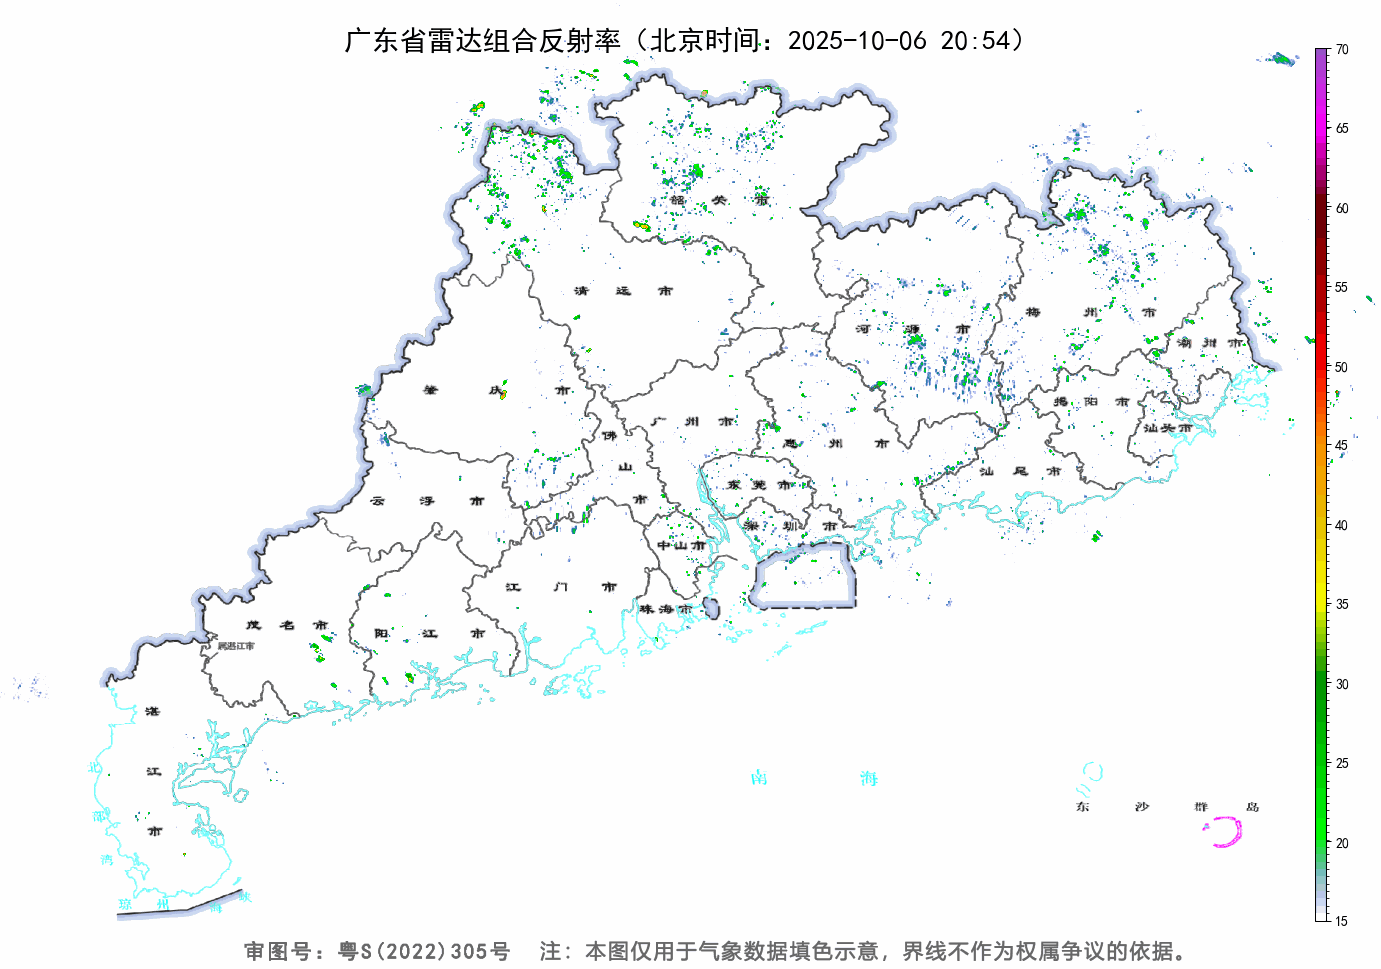 广东省雷达组合反射率（北京时间：2025-10-06 20:54）
70
65
60
55
50
45
40
35
30
25
20
15
韶关市
清远市
河源市
梅州市
潮州市
肇庆市
广州市
佛山市
惠州市
揭阳市
汕头市
汕尾市
云浮市
东莞市
深圳市
中山市
江门市
珠海市
茂名市
属湛江市
阳江市
湛江市
北部湾
南海
东沙群岛
琼州海峡
审图号：粤S(2022)305号 注：本图仅用于气象数据填色示意，界线不作为权属争议的依据。